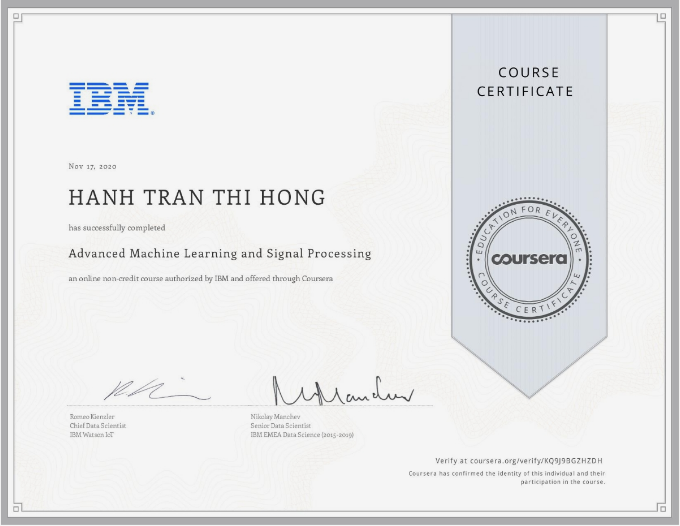 COURSE
CERTIFICATE
IBM
Nov 17, 2020
HANH TRAN THI HONG
has successfully completed
Advanced Machine Learning and Signal Processing
an online non-credit course authorized by IBM and offered through Coursera
EDUCATION FOR EVERYONE
coursera
COURSE CERTIFICATE
Romeo Kienzler
Chief Data Scientist
IBM Watson IoT
Nikolay Manchev
Senior Data Scientist
IBM EMEA Data Science (2015-2019)
Verify at coursera.org/verify/KQ9J9BGZHZDH
Coursera has confirmed the identity of this individual and their
participation in the course.